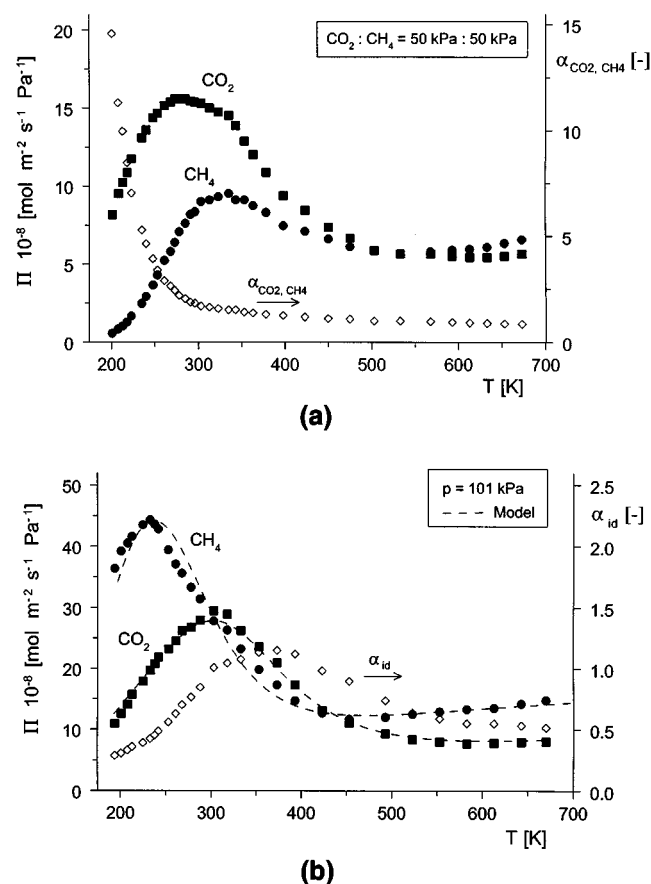 CO2 : CH4 = 50 kPa : 50 kPa
α CO2, CH4 [-]
Π 10-8 [mol m-2 s-1 Pa-1]
20
15
10
5
0
15
10
5
0
CO2
CH4
αCO2, CH4
200 300 400 500 600 700
T [K]
(a)
p = 101 kPa
Model
α id [-]
Π 10-8 [mol m-2 s-1 Pa-1]
50
40
30
20
10
0
2.5
2.0
1.5
1.0
0.5
0.0
CH4
CO2
α id
200 300 400 500 600 700
T [K]
(b)